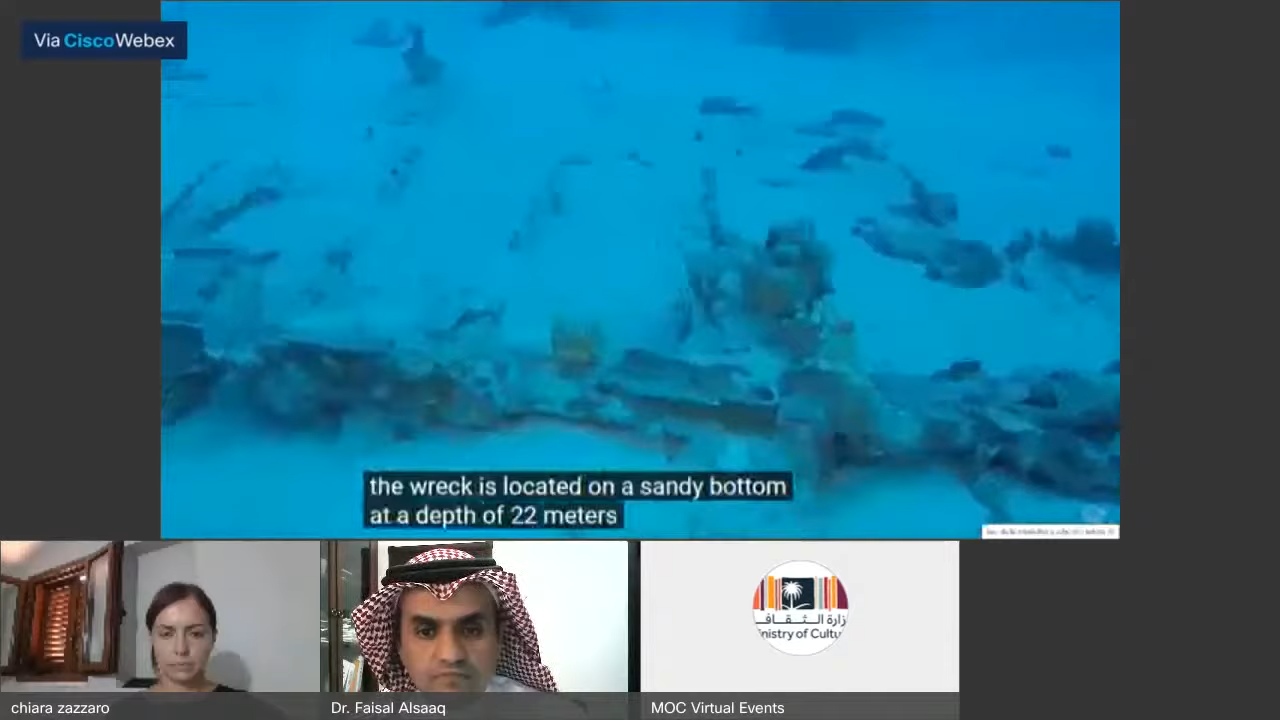 Via CiscoWebex
the wreck is located on a sandy bottom
at a depth of 22 meters
وزارة الثقافة
Ministry of Cultu
chiara zazzaro
Dr. Faisal Alsaaq
MOC Virtual Events